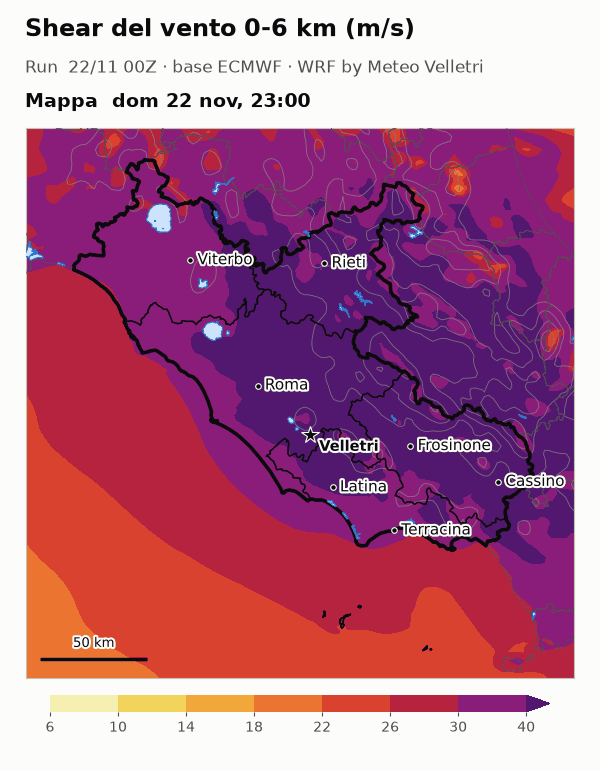 Shear del vento 0-6 km (m/s)
Run  22/11 00Z · base ECMWF · WRF by Meteo Velletri
Mappa  dom 22 nov, 23:00
Viterbo
Rieti
Roma
Velletri
Frosinone
Latina
Cassino
Terracina
50 km
6 10 14 18 22 26 30 40